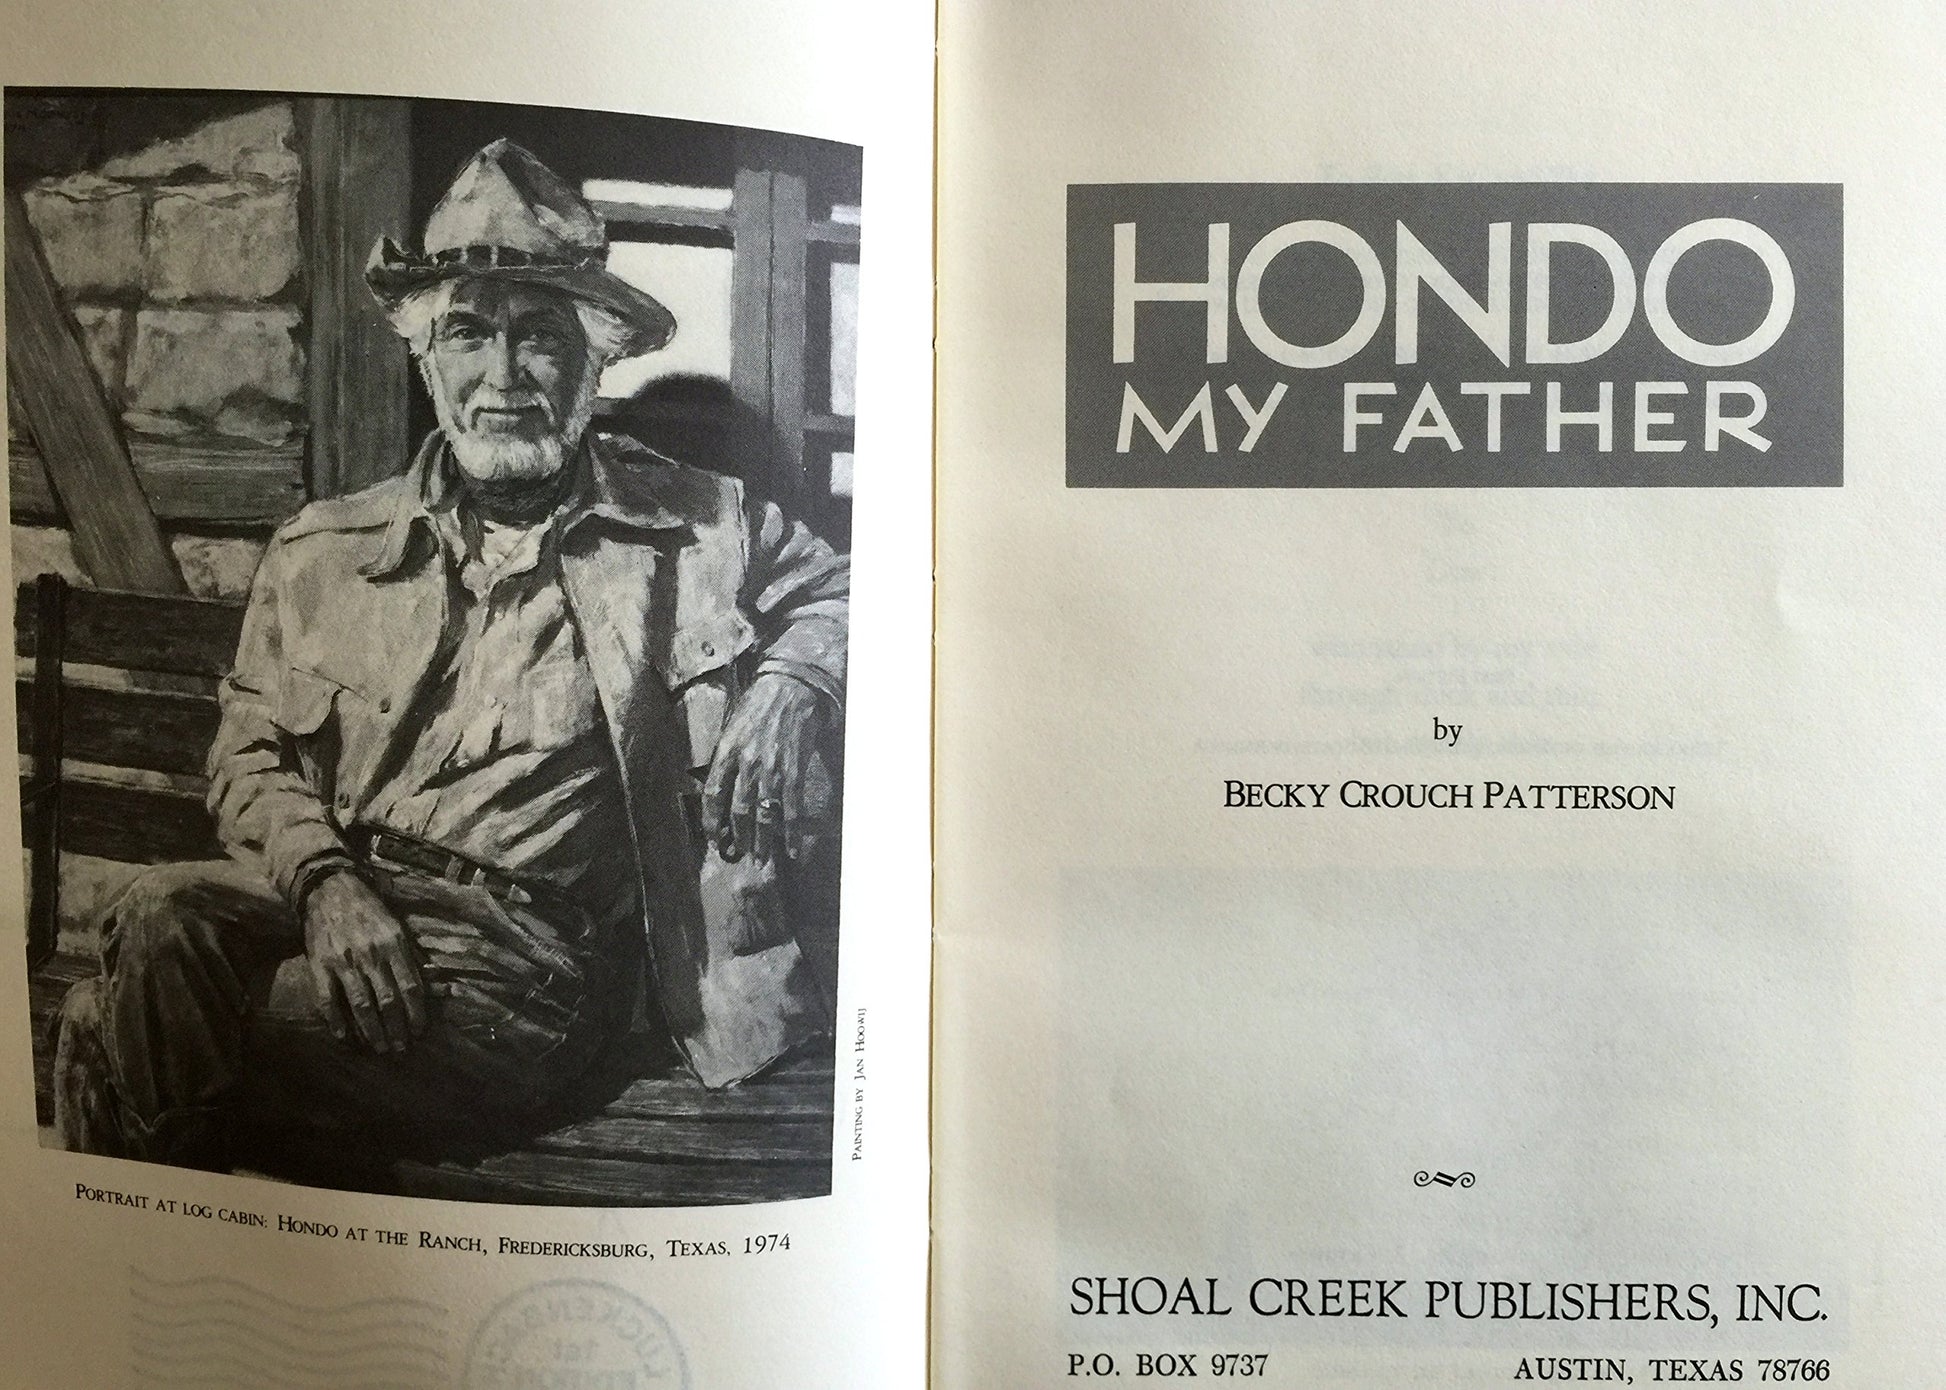 PORTRAIT AT LOG CABIN: HONDO AT THE RANCH, FREDERICKSBURG, TEXAS, 1974
PAINTING BY JAN HOOWIJ
HONDO
MY FATHER
by
BECKY CROUCH PATTERSON
SHOAL CREEK PUBLISHERS, INC.
P.O. BOX 9737 AUSTIN, TEXAS 78766